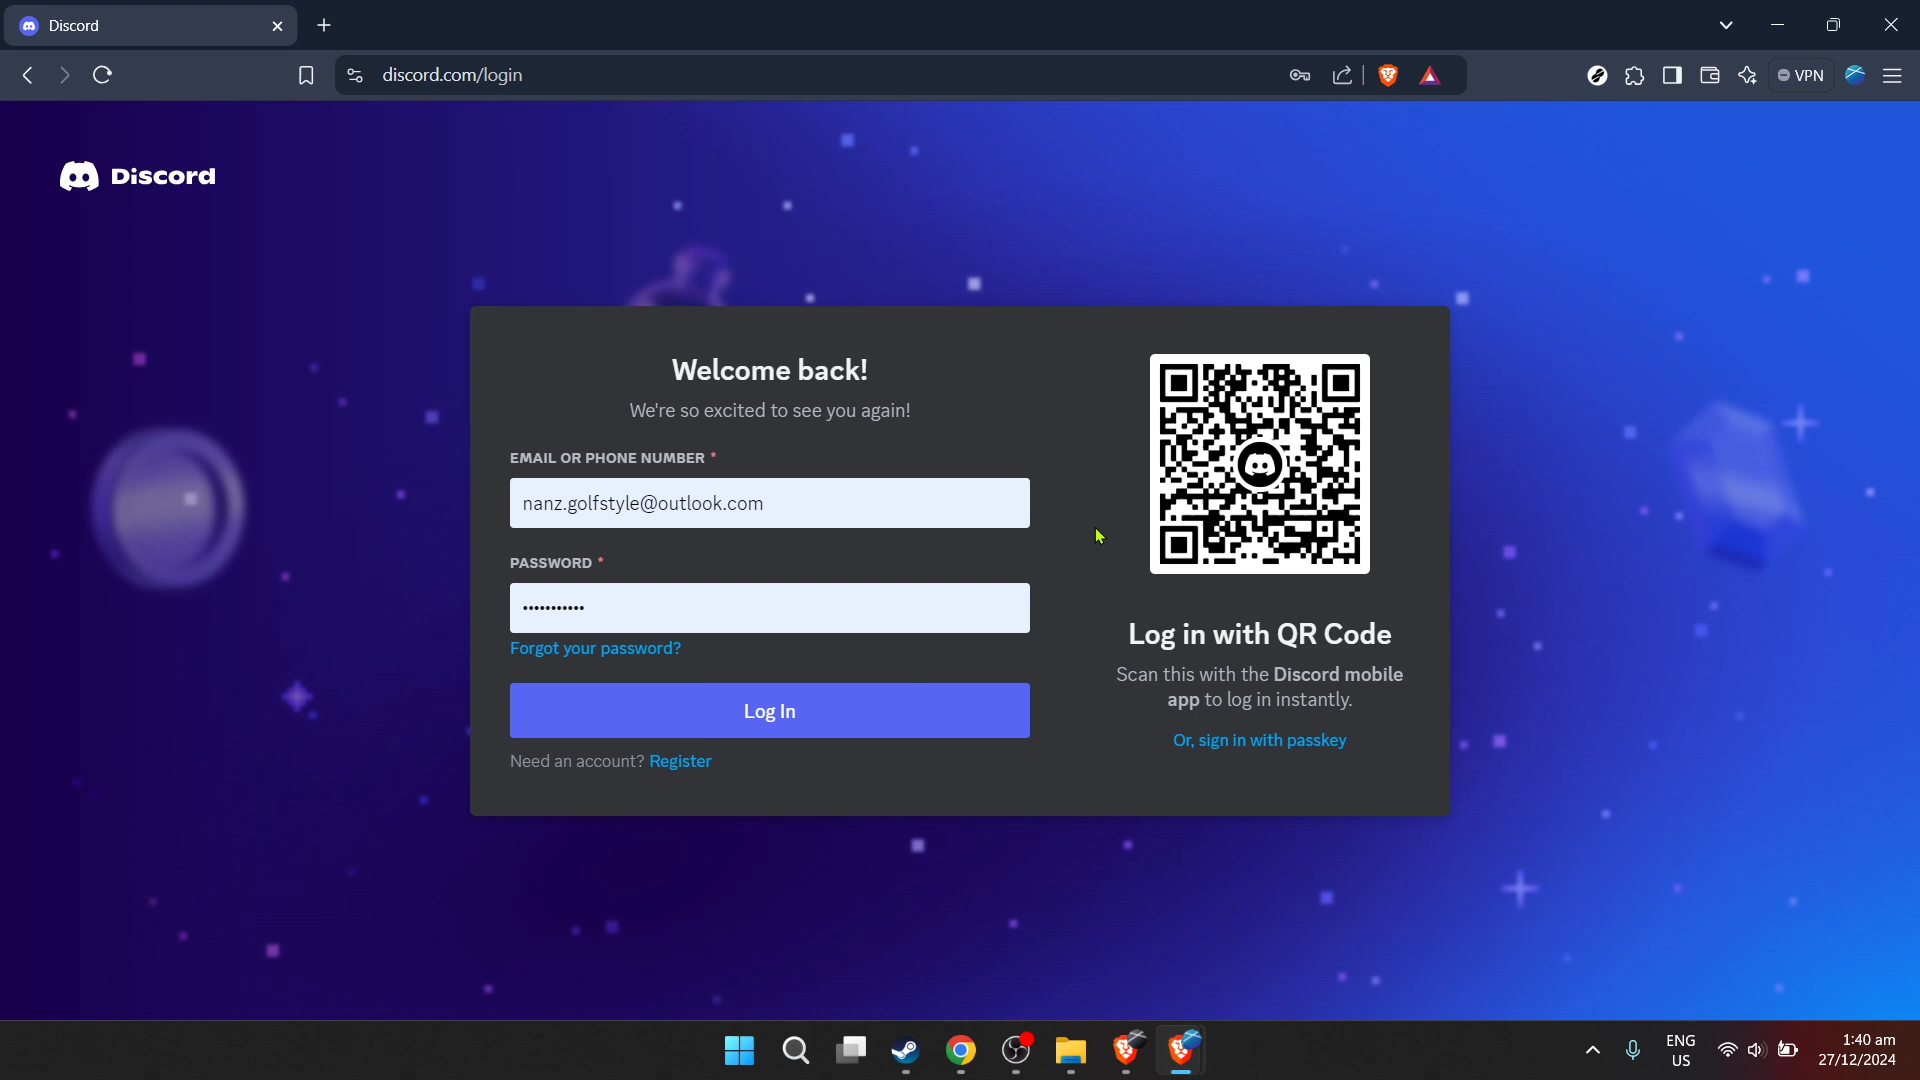 Discord
discord.com/login
VPN
Discord
Welcome back!
We're so excited to see you again!
EMAIL OR PHONE NUMBER *
nanz.golfstyle@outlook.com
PASSWORD *
•••••••••••
Forgot your password?
Log In
Need an account? Register
Log in with QR Code
Scan this with the Discord mobile
app to log in instantly.
Or, sign in with passkey
ENG
US
1:40 am
27/12/2024